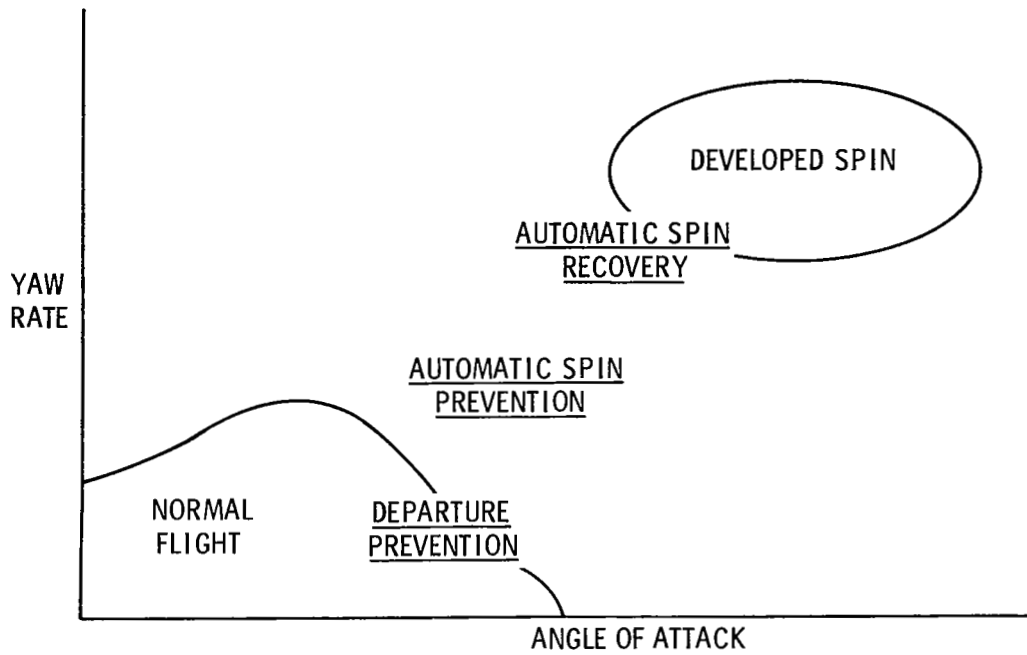 DEVELOPED SPIN
AUTOMATIC SPIN
RECOVERY
YAW
RATE
AUTOMATIC SPIN
PREVENTION
NORMAL
FLIGHT
DEPARTURE
PREVENTION
ANGLE OF ATTACK